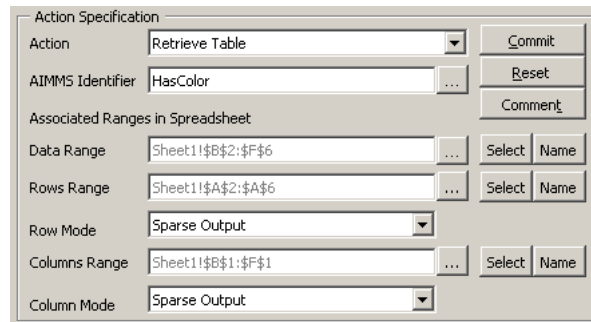 Action Specification
Action Retrieve Table Commit
AIMMS Identifier HasColor ... Reset
Comment
Associated Ranges in Spreadsheet
Data Range Sheet1!$B$2:$F$6 ... Select Name
Rows Range Sheet1!$A$2:$A$6 ... Select Name
Row Mode Sparse Output
Columns Range Sheet1!$B$1:$F$1 ... Select Name
Column Mode Sparse Output